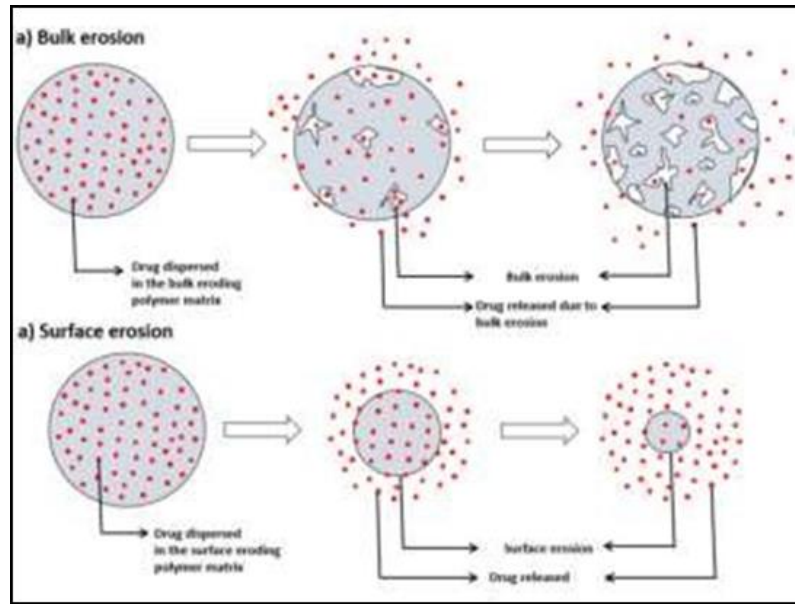 a) Bulk erosion
Drug dispersed
in the bulk eroding
polymer matrix
Bulk erosion
Drug released due to
bulk erosion
a) Surface erosion
Drug dispersed
in the surface eroding
polymer matrix
Surface erosion
Drug released